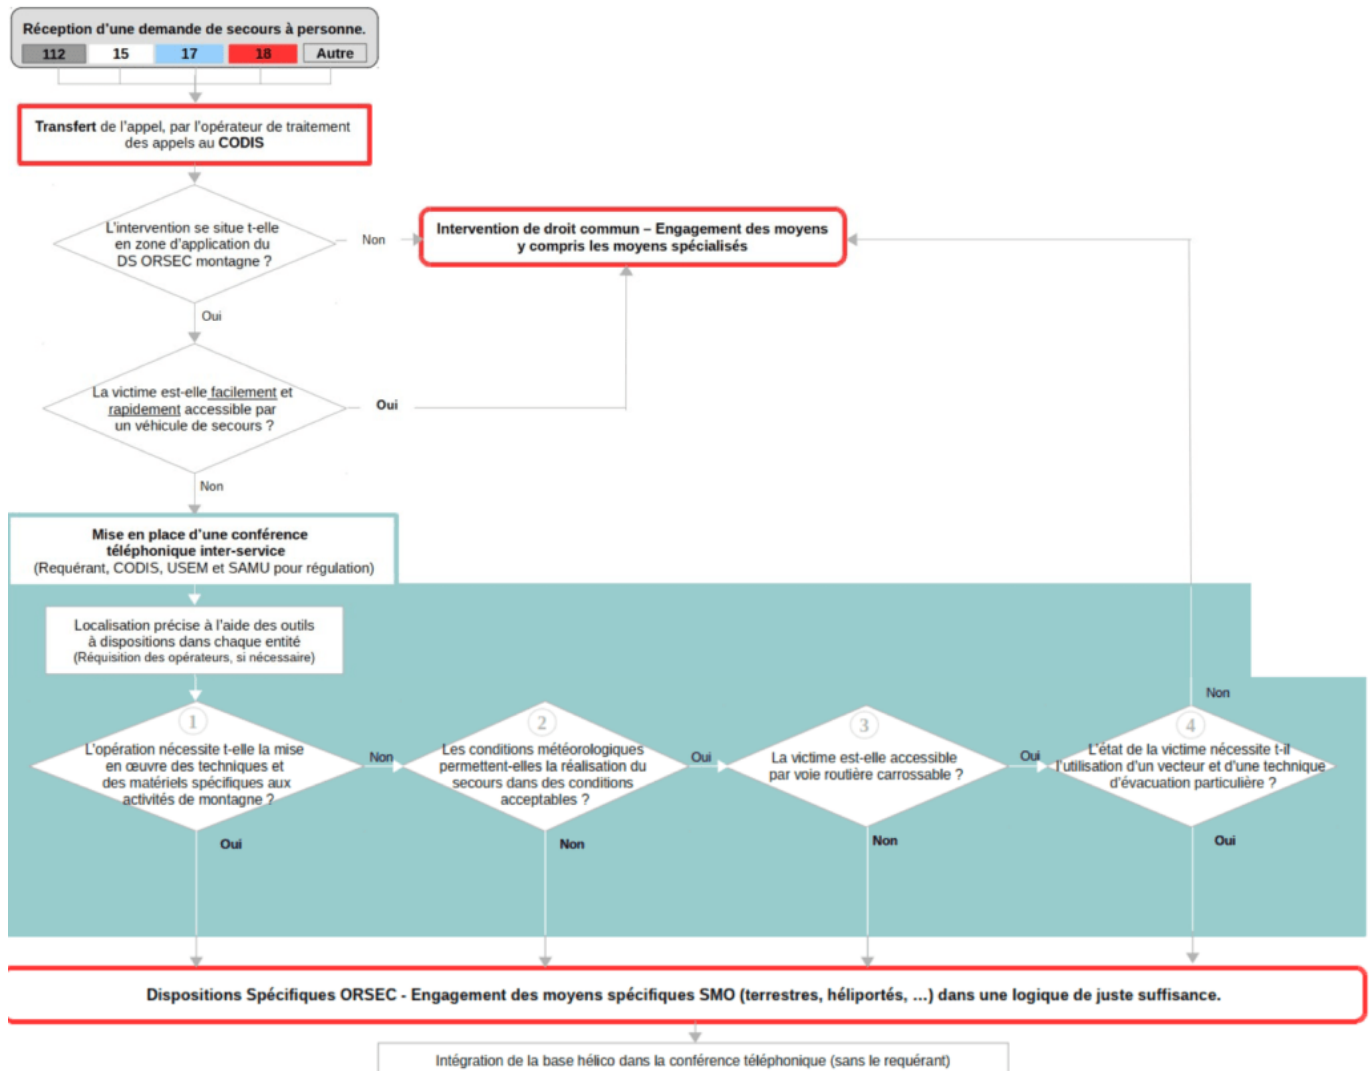 Réception d'une demande de secours à personne.
112 15 17 18 Autre
Transfert de l'appel, par l'opérateur de traitement
des appels au CODIS
L'intervention se situe t-elle
en zone d'application du
DS ORSEC montagne ?
Non
Intervention de droit commun – Engagement des moyens
y compris les moyens spécialisés
Oui
La victime est-elle facilement et
rapidement accessible par
un véhicule de secours ?
Oui
Non
Mise en place d'une conférence
téléphonique inter-service
(Requérant, CODIS, USEM et SAMU pour régulation)
Localisation précise à l'aide des outils
à dispositions dans chaque entité
(Réquisition des opérateurs, si nécessaire)
1
L'opération nécessite t-elle la mise
en œuvre des techniques et
des matériels spécifiques aux
activités de montagne ?
Non
Oui
2
Les conditions météorologiques
permettent-elles la réalisation du
secours dans des conditions
acceptables ?
Oui
Non
3
La victime est-elle accessible
par voie routière carrossable ?
Oui
Non
4
L'état de la victime nécessite t-il
l'utilisation d'un vecteur et d'une technique
d'évacuation particulière ?
Non
Oui
Dispositions Spécifiques ORSEC - Engagement des moyens spécifiques SMO (terrestres, héliportés, ...) dans une logique de juste suffisance.
Intégration de la base hélico dans la conférence téléphonique (sans le requérant)